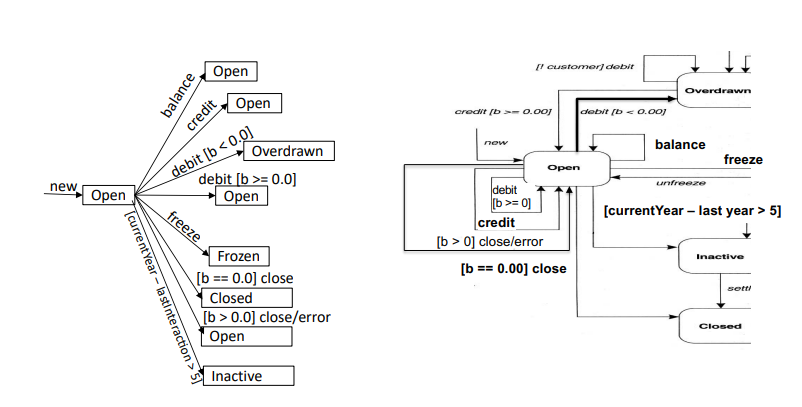 balance
Open
credit
Open
debit [b < 0.0]
Overdrawn
debit [b >= 0.0]
new
Open
Open
freeze
Frozen
[b == 0.0] close
Closed
[b > 0.0] close/error
Open
[currentYear – lastInteraction > 5]
Inactive
[! customer] debit
Overdrawn
credit [b >= 0.00]
debit [b < 0.00]
new
balance
Open
freeze
unfreeze
debit
[b >= 0]
[currentYear – last year > 5]
credit
[b > 0] close/error
[b == 0.00] close
Inactive
settl
Closed